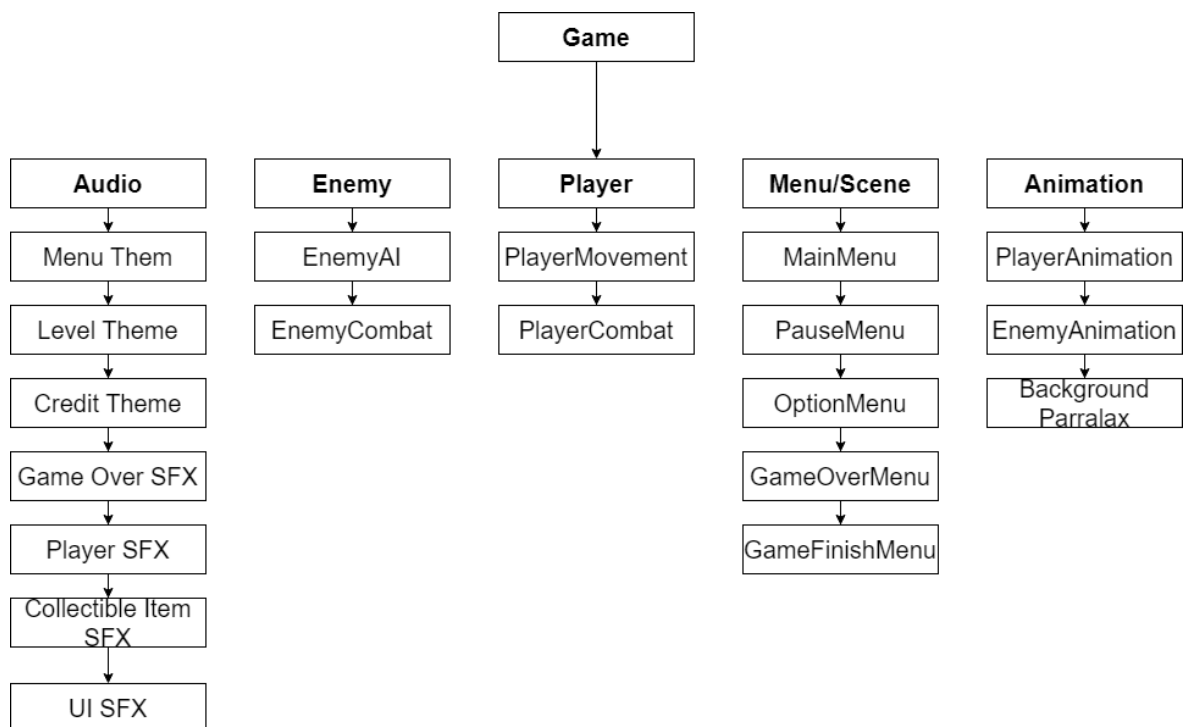 Game
Audio
Enemy
Player
Menu/Scene
Animation
Menu Them
EnemyAI
PlayerMovement
MainMenu
PlayerAnimation
Level Theme
EnemyCombat
PlayerCombat
PauseMenu
EnemyAnimation
Credit Theme
OptionMenu
Background
Parralax
Game Over SFX
GameOverMenu
Player SFX
GameFinishMenu
Collectible Item
SFX
UI SFX